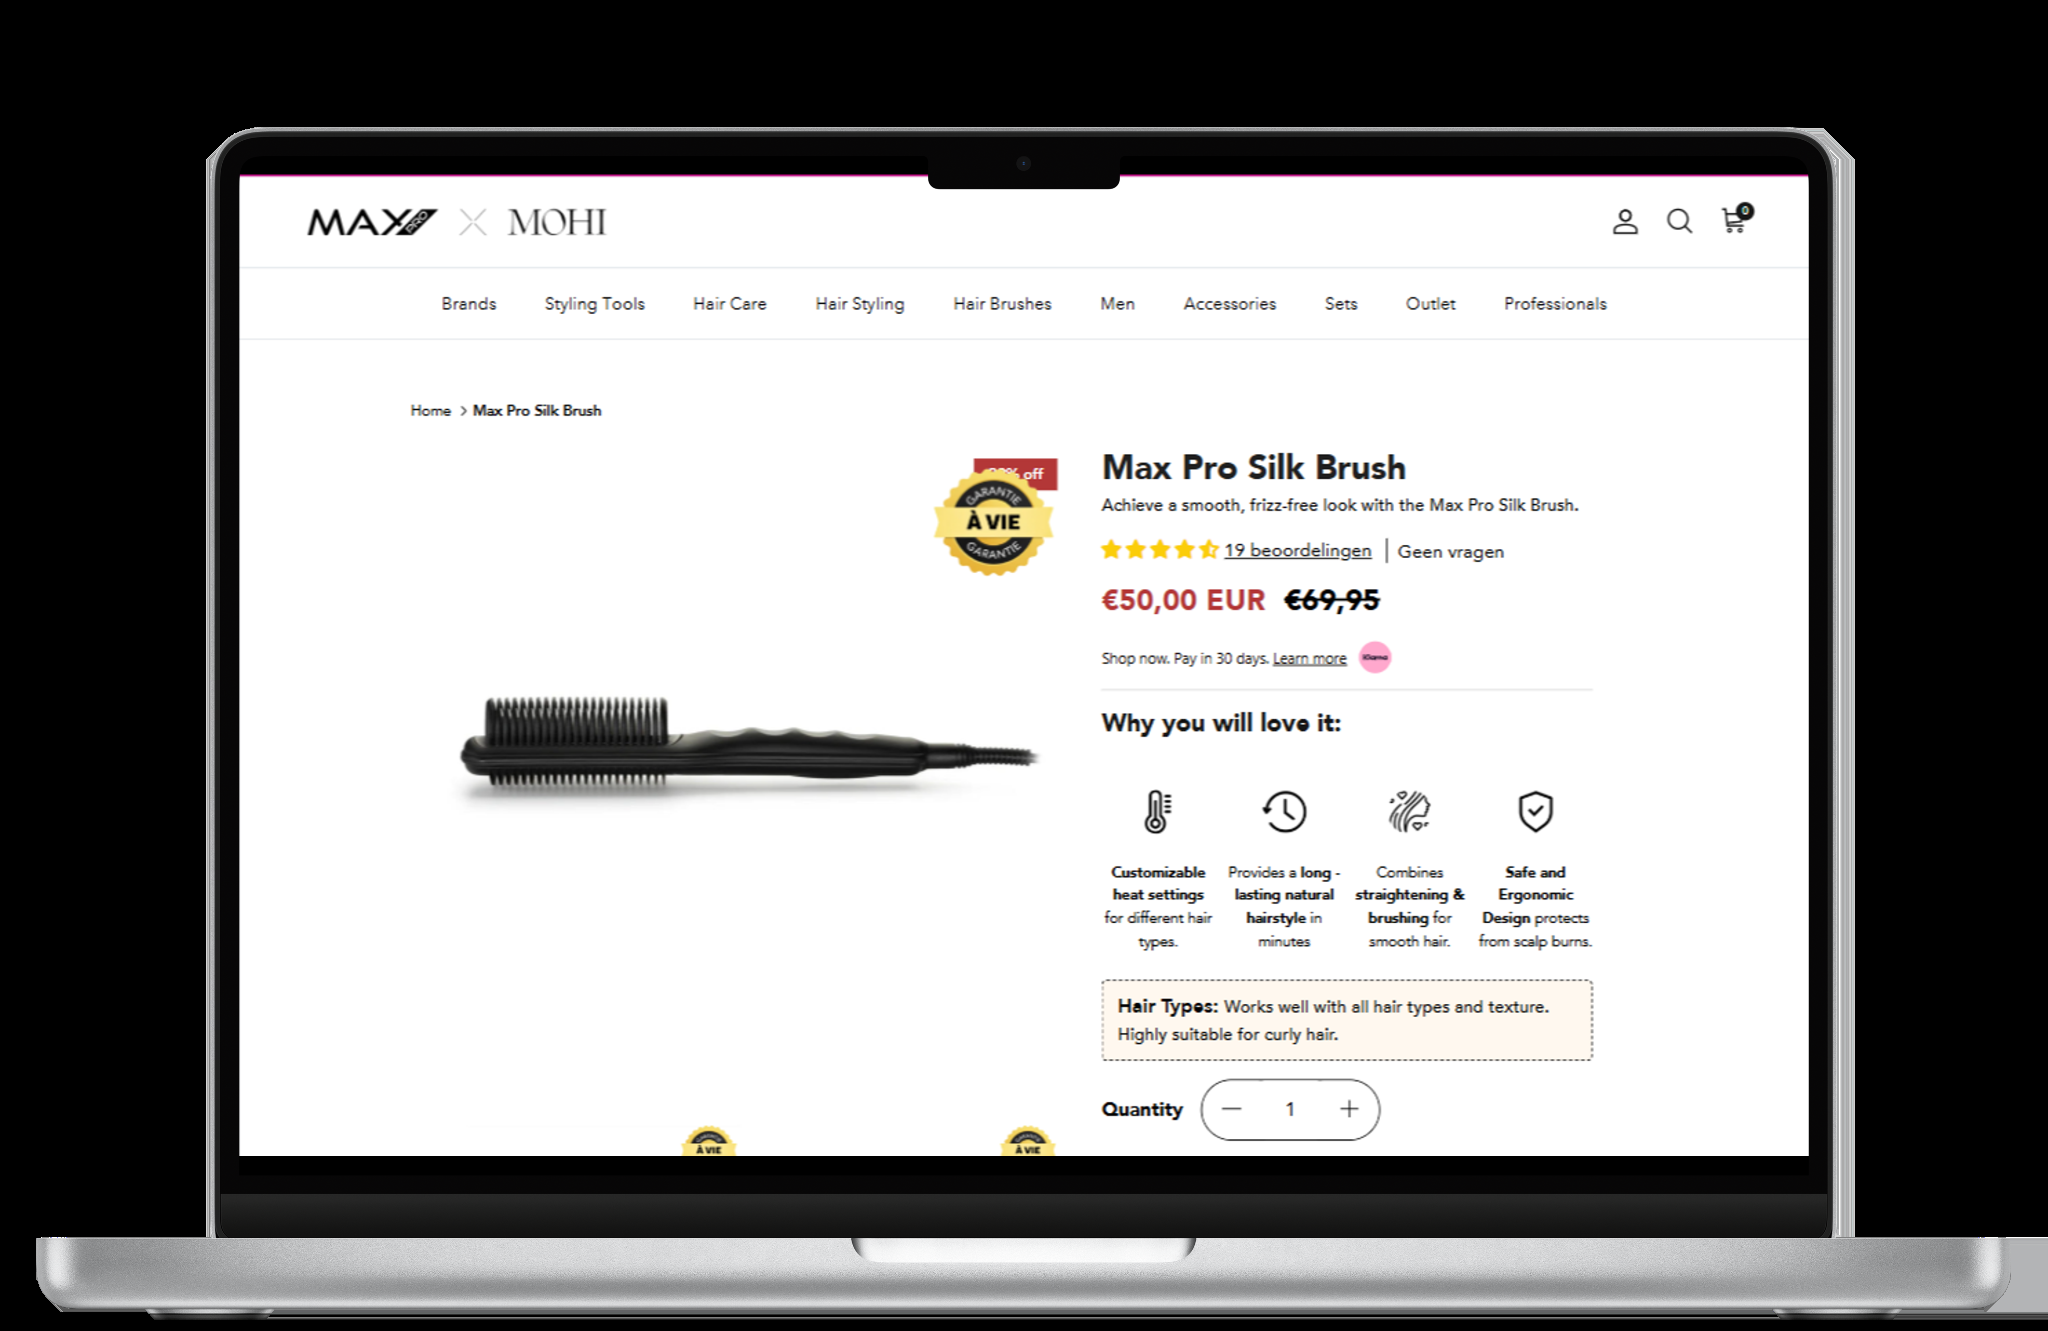 MAX PRO MOHI
0
Brands Styling Tools Hair Care Hair Styling Hair Brushes Men Accessories Sets Outlet Professionals
Home > Max Pro Silk Brush
% off
GARANTIE
À VIE
GARANTIE
Max Pro Silk Brush
Achieve a smooth, frizz-free look with the Max Pro Silk Brush.
19 beoordelingen | Geen vragen
€50,00 EUR €69,95
Shop now. Pay in 30 days. Learn more Klarna
Why you will love it:
Customizable
heat settings
for different hair
types.
Provides a long -
lasting natural
hairstyle in
minutes
Combines
straightening &
brushing for
smooth hair.
Safe and
Ergonomic
Design protects
from scalp burns.
Hair Types: Works well with all hair types and texture.
Highly suitable for curly hair.
Quantity — 1 +
À VIE
À VIE